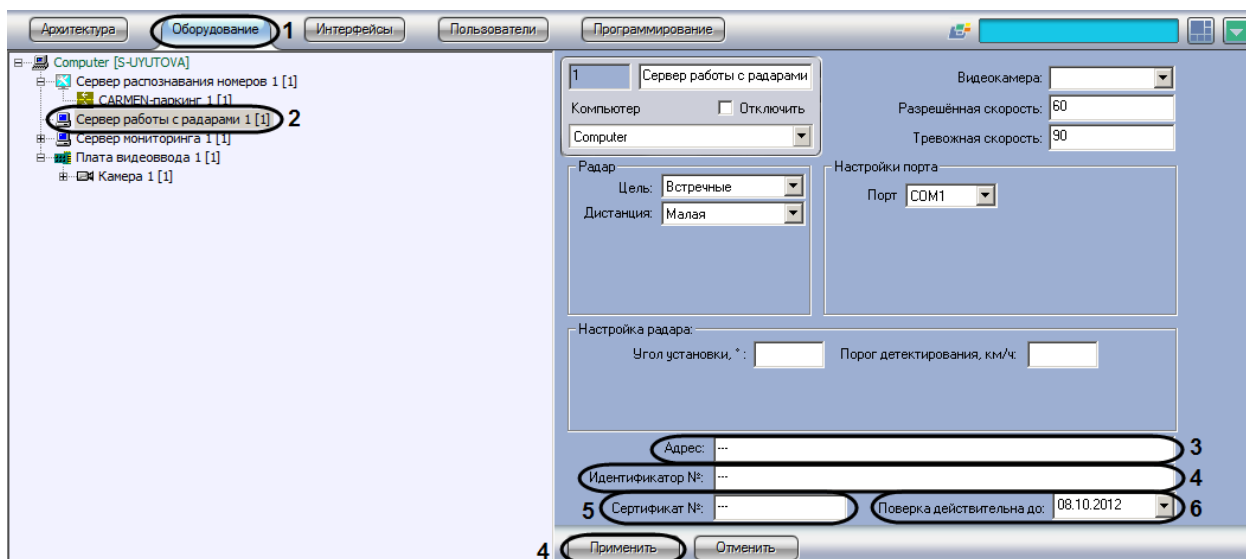 Архитектура Оборудование 1 Интерфейсы Пользователи Программирование
Computer [S-UYUTOVA]
Сервер распознавания номеров 1 [1]
CARMEN-паркинг 1 [1]
Сервер работы с радарами 1 [1] 2
Сервер мониторинга 1 [1]
Плата видеоввода 1 [1]
Камера 1 [1]
1 Сервер работы с радарами
Компьютер Отключить
Computer
Видеокамера:
Разрешённая скорость: 60
Тревожная скорость: 90
Радар
Цель: Встречные
Дистанция: Малая
Настройки порта
Порт COM1
Настройка радара:
Угол установки, °: Порог детектирования, км/ч:
Адрес: --- 3
Идентификатор №: --- 4
5 Сертификат №: --- Поверка действительна до: 08.10.2012 6
4 Применить Отменить